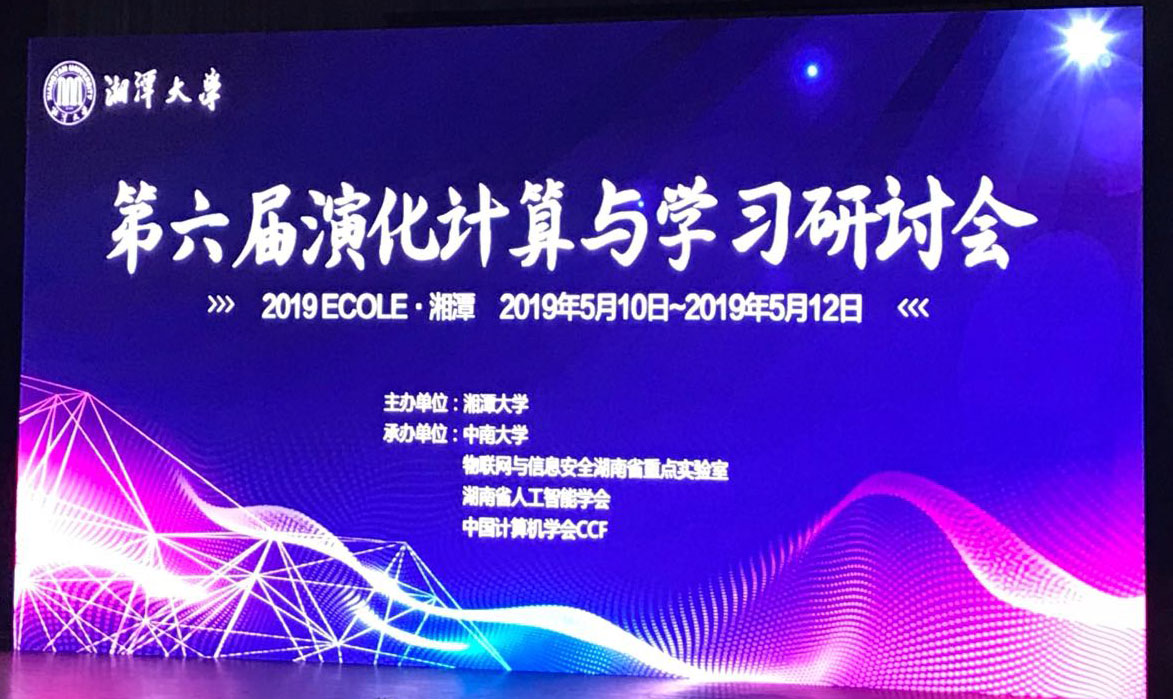 湘潭大学
第六届演化计算与学习研讨会
››› 2019 ECOLE · 湘潭 2019年5月10日~2019年5月12日 ‹‹‹
主办单位：湘潭大学
承办单位：中南大学
物联网与信息安全湖南省重点实验室
湖南省人工智能学会
中国计算机学会CCF